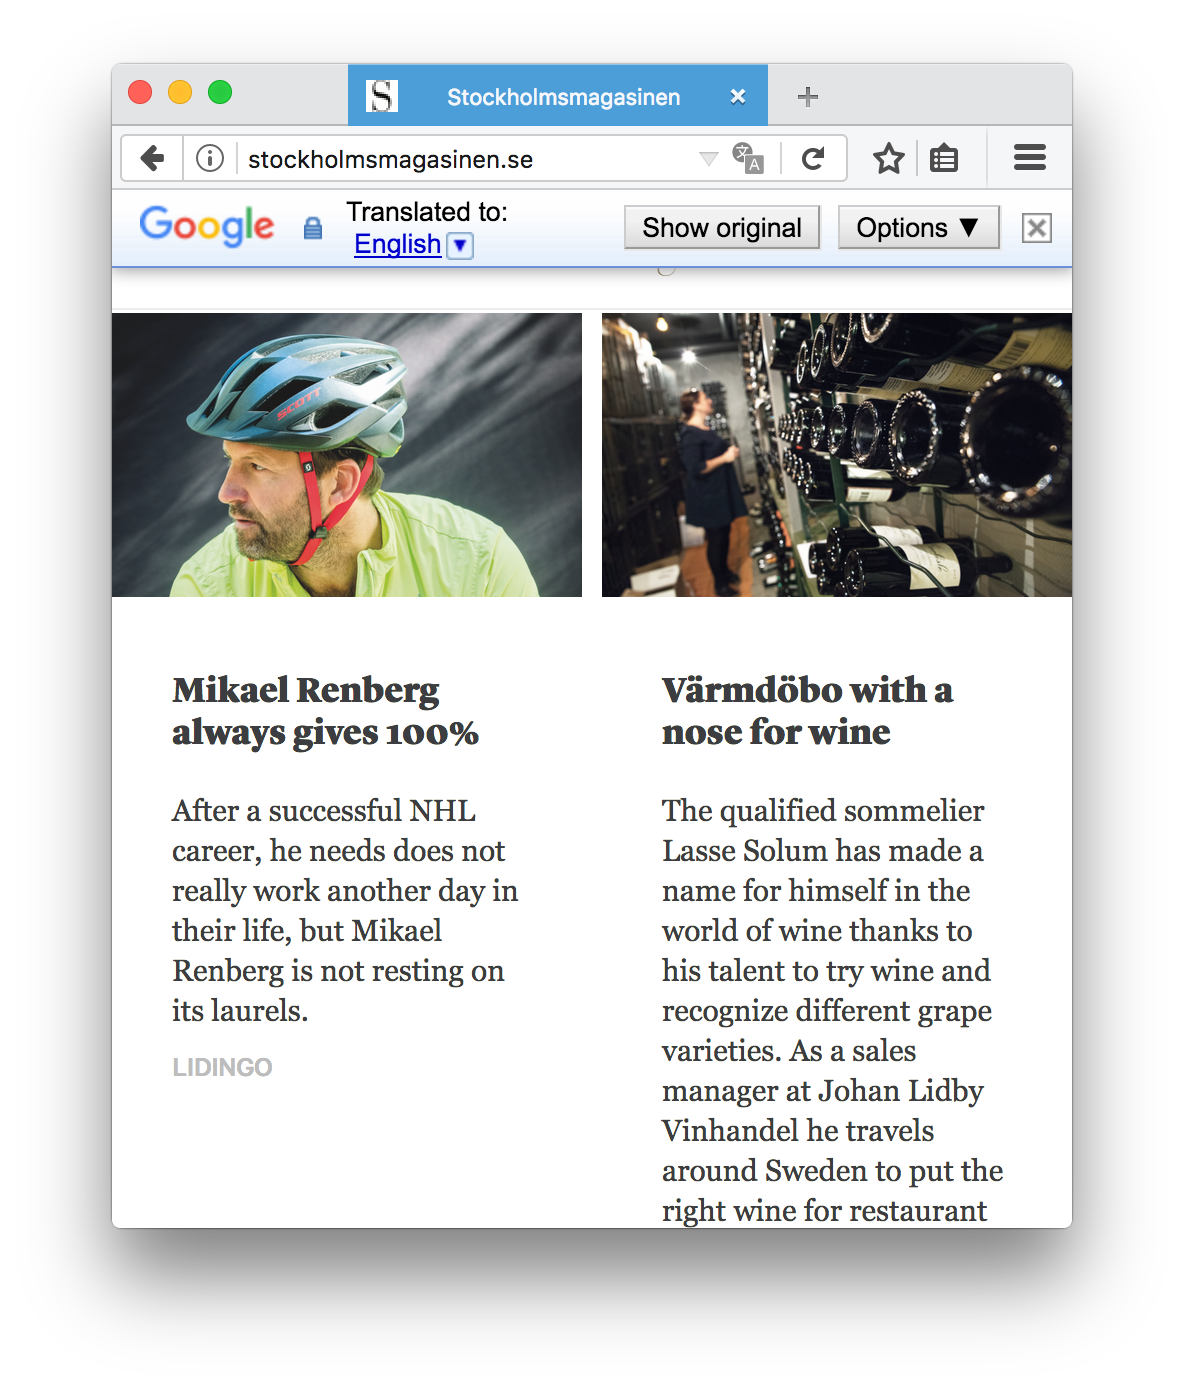 Stockholmsmagasinen
stockholmsmagasinen.se
Google
Translated to:
English
Show original
Options ▼
SCOTT
Mikael Renberg
always gives 100%
After a successful NHL
career, he needs does not
really work another day in
their life, but Mikael
Renberg is not resting on
its laurels.
LIDINGO
Värmdöbo with a
nose for wine
The qualified sommelier
Lasse Solum has made a
name for himself in the
world of wine thanks to
his talent to try wine and
recognize different grape
varieties. As a sales
manager at Johan Lidby
Vinhandel he travels
around Sweden to put the
right wine for restaurant